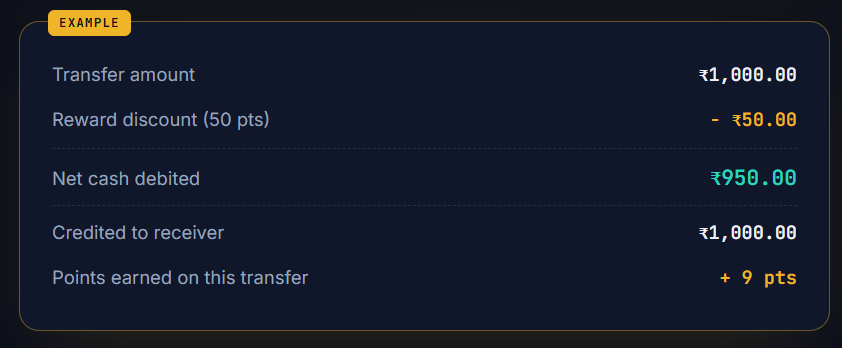 EXAMPLE
Transfer amount ₹1,000.00
Reward discount (50 pts) - ₹50.00
Net cash debited ₹950.00
Credited to receiver ₹1,000.00
Points earned on this transfer + 9 pts